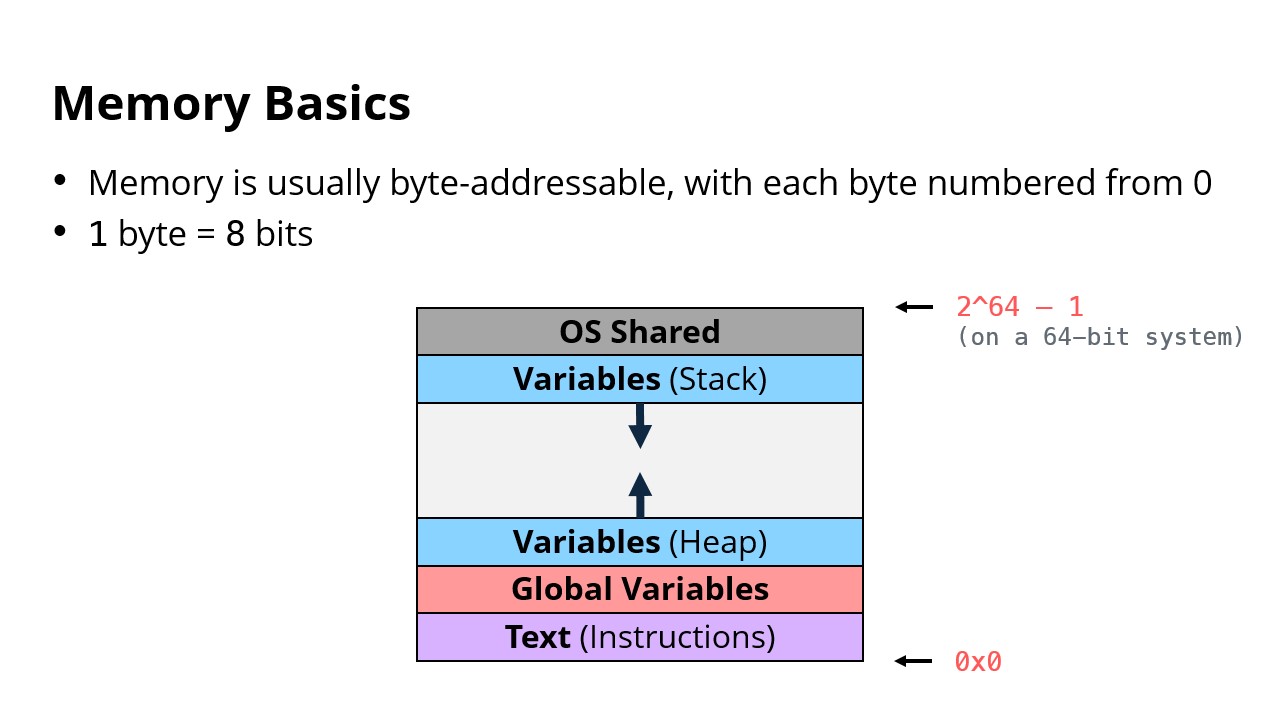 Memory Basics
• Memory is usually byte-addressable, with each byte numbered from 0
• 1 byte = 8 bits
2^64 – 1
(on a 64–bit system)
OS Shared
Variables (Stack)
Variables (Heap)
Global Variables
Text (Instructions)
0x0